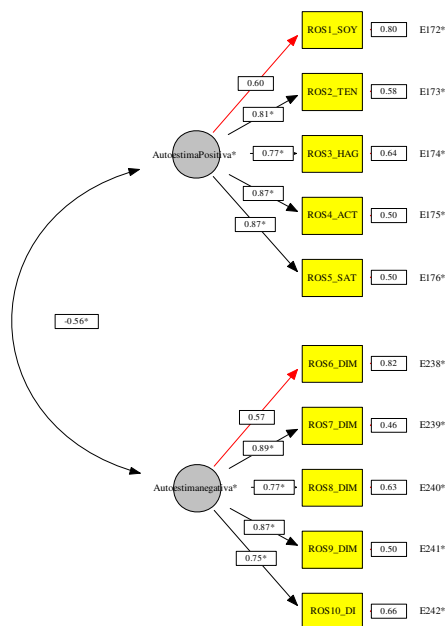 ROS1_SOY 0.80 E172*
0.60
ROS2_TEN 0.58 E173*
0.81*
AutoestimaPositiva* 0.77* ROS3_HAG 0.64 E174*
0.87*
ROS4_ACT 0.50 E175*
0.87*
ROS5_SAT 0.50 E176*
-0.56*
ROS6_DIM 0.82 E238*
0.57
ROS7_DIM 0.46 E239*
0.89*
Autoestimanegativa* 0.77* ROS8_DIM 0.63 E240*
0.87*
ROS9_DIM 0.50 E241*
0.75*
ROS10_DI 0.66 E242*